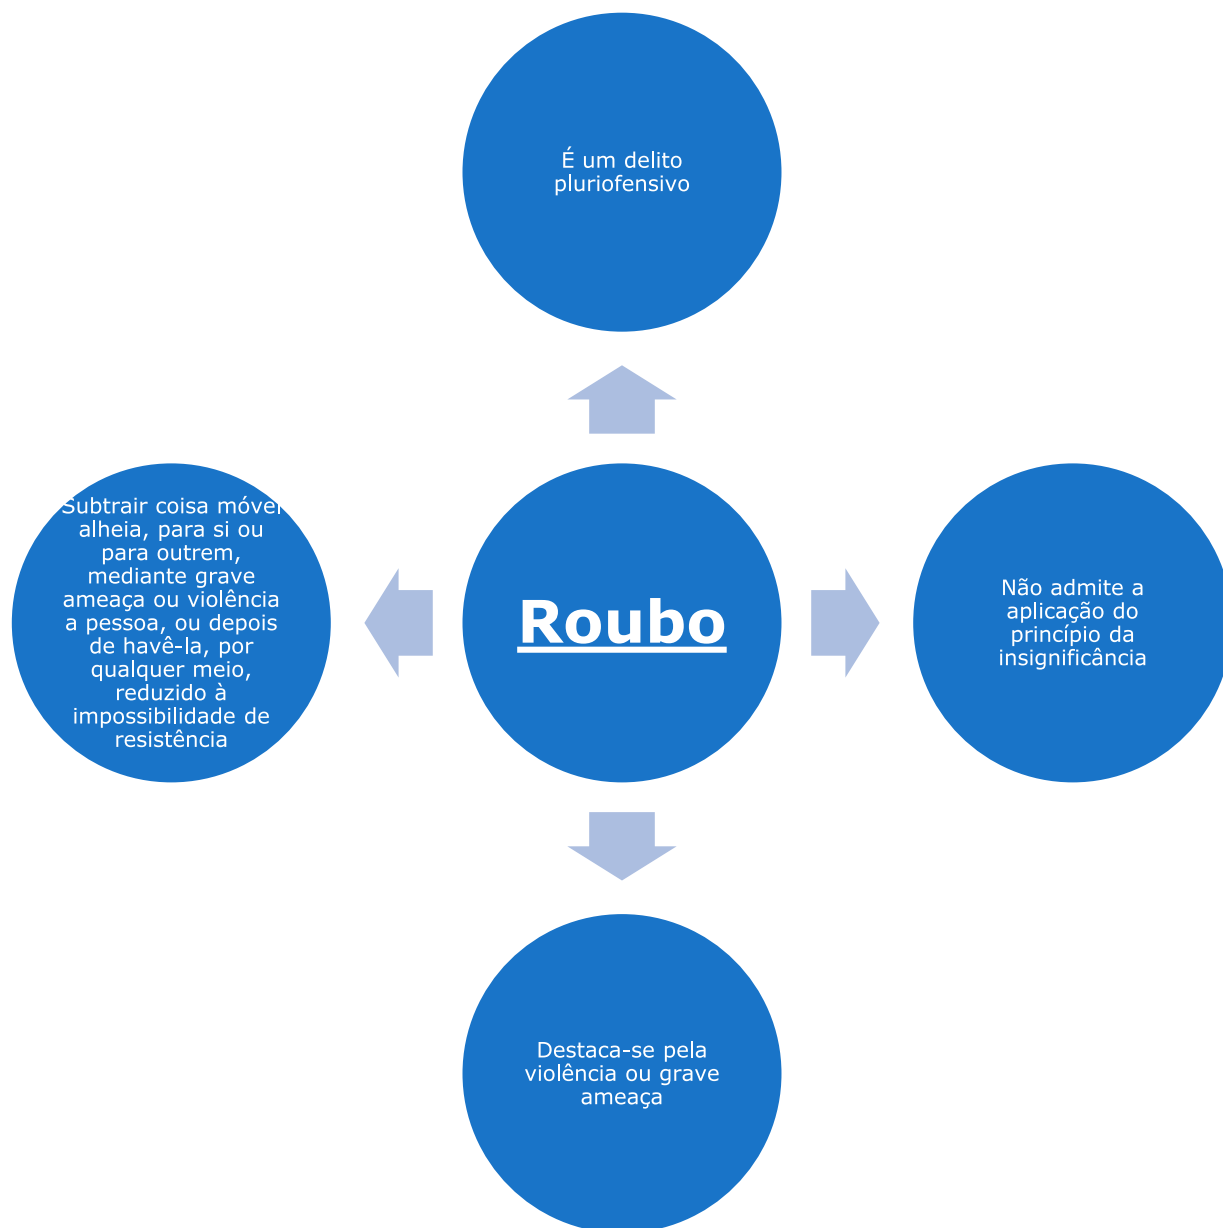 É um delito
pluriofensivo
Subtrair coisa móvel
alheia, para si ou
para outrem,
mediante grave
ameaça ou violência
a pessoa, ou depois
de havê-la, por
qualquer meio,
reduzido à
impossibilidade de
resistência
Roubo
Não admite a
aplicação do
princípio da
insignificância
Destaca-se pela
violência ou grave
ameaça